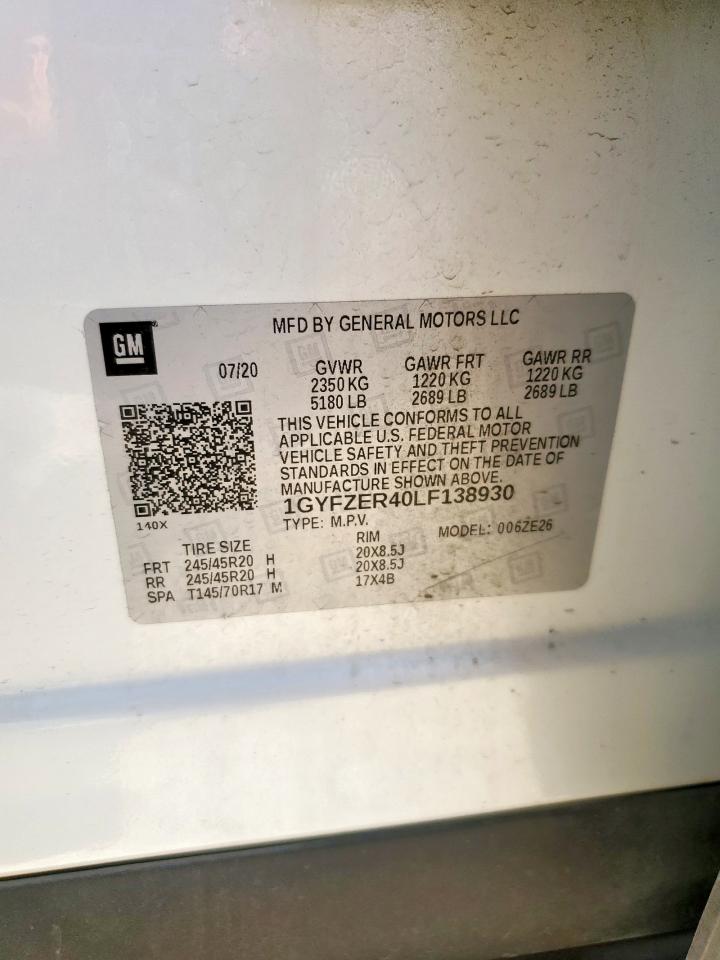 GM
MFD BY GENERAL MOTORS LLC
07/20 GVWR GAWR FRT GAWR RR
2350 KG 1220 KG 1220 KG
5180 LB 2689 LB 2689 LB
THIS VEHICLE CONFORMS TO ALL
APPLICABLE U.S. FEDERAL MOTOR
VEHICLE SAFETY AND THEFT PREVENTION
STANDARDS IN EFFECT ON THE DATE OF
MANUFACTURE SHOWN ABOVE.
1GYFZER40LF138930
140X
TYPE: M.P.V. MODEL: 006ZE26
TIRE SIZE RIM
FRT 245/45R20 H 20X8.5J
RR 245/45R20 H 20X8.5J
SPA T145/70R17 M 17X4B